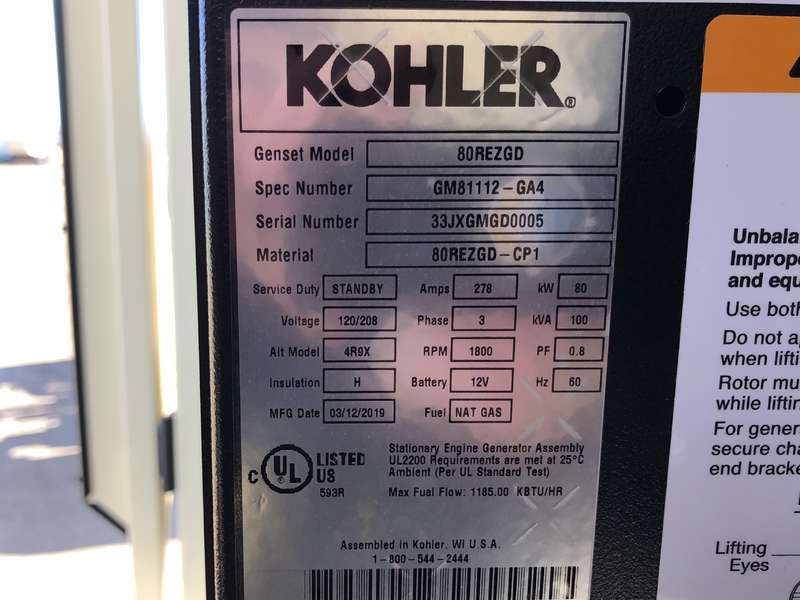 KOHLER®
Genset Model 80REZGD
Spec Number GM81112-GA4
Serial Number 33JXGMGD0005
Material 80REZGD-CP1
Service Duty STANDBY Amps 278 kW 80
Voltage 120/208 Phase 3 kVA 100
Alt Model 4R9X RPM 1800 PF 0.8
Insulation H Battery 12V Hz 60
MFG Date 03/12/2019 Fuel NAT GAS
C UL® LISTED
US
593R
Stationary Engine Generator Assembly
UL2200 Requirements are met at 25°C
Ambient (Per UL Standard Test)
Max Fuel Flow: 1185.00 KBTU/HR
Assembled in Kohler, WI U.S.A.
1-800-544-2444
and equ
Use both
Do not
when lifti
Rotor mu
while lifting
For gener
secure cha
end bracke
Lifting
Eyes